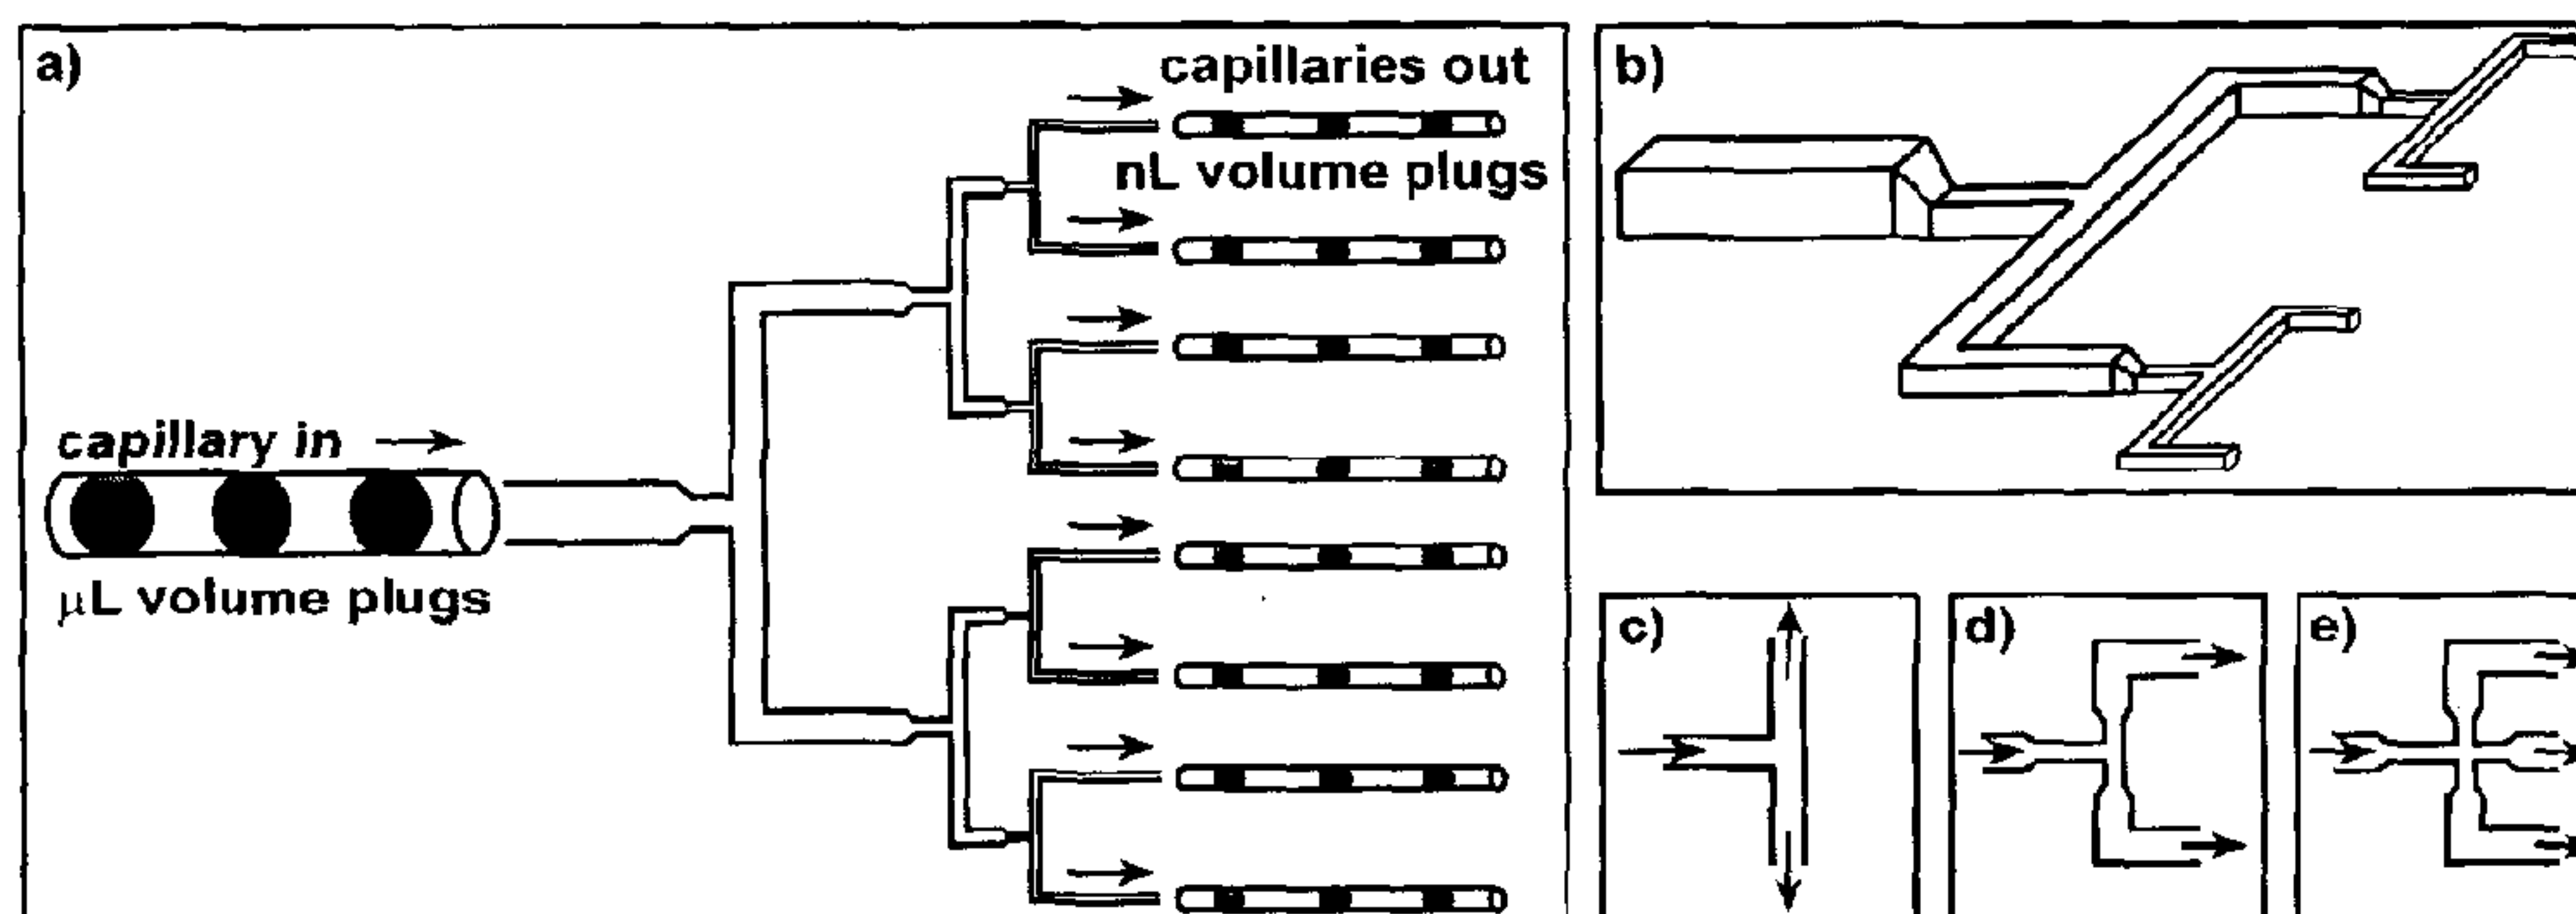 a)
capillaries out
nL volume plugs
capillary in
μL volume plugs
b)
c)
d)
e)